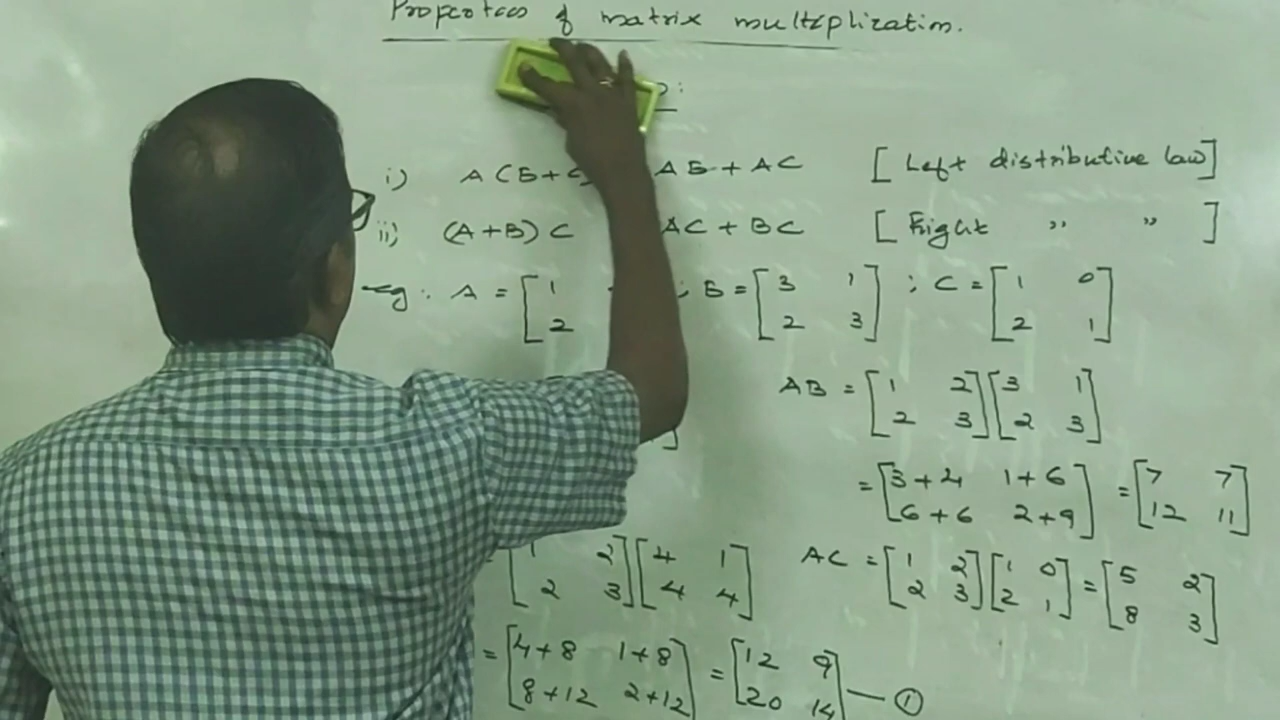 Properties of matrix multiplication.
i) A(B+C) AB + AC [Left distributive law]
ii) (A+B)C AC + BC [Right ,, ,, ]
eg: A = [1 ; B = [3 1] ; C = [1 0]
[2 [2 3] [2 1]
AB = [1 2][3 1]
[2 3][2 3]
= [3+4 1+6] = [7 7]
[6+6 2+9] [12 11]
[1 2][4 1] AC = [1 2][1 0] = [5 2]
[2 3][4 4] [2 3][2 1] [8 3]
= [4+8 1+8] = [12 9]
[8+12 2+12] [20 14] — ①